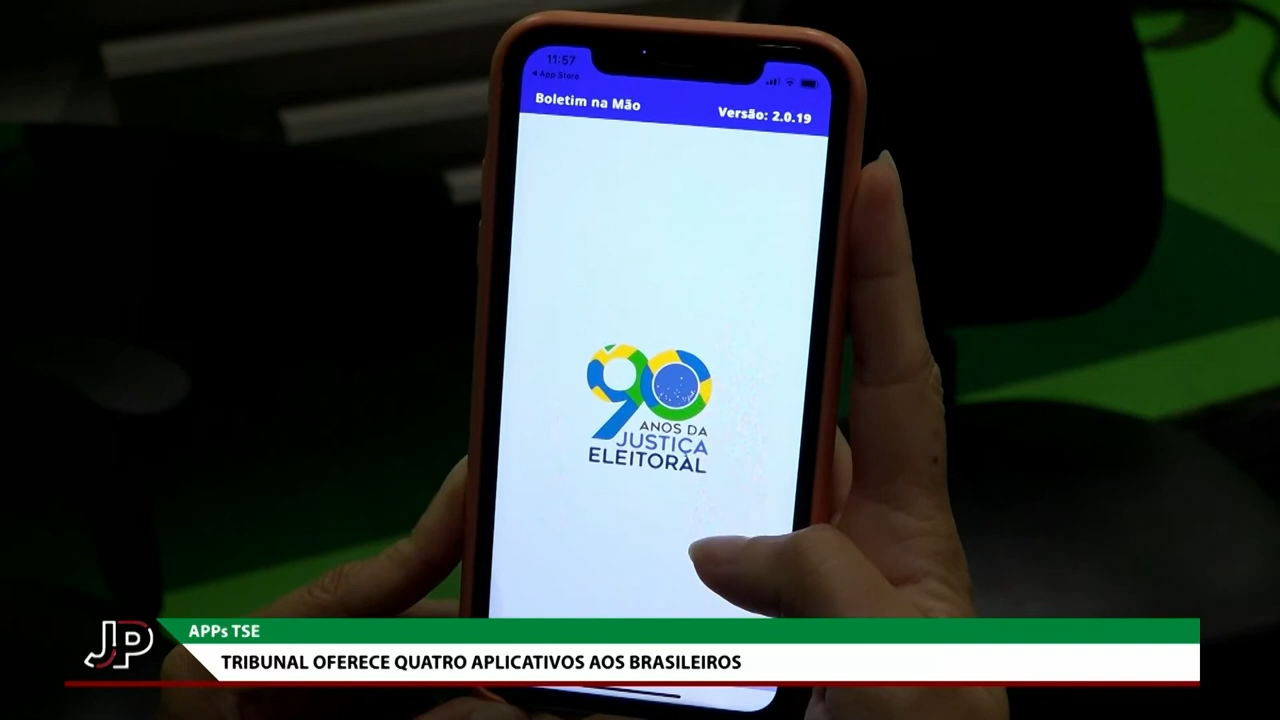 11:57
◀ App Store
Boletim na Mão
Versão: 2.0.19
90
ANOS DA
JUSTIÇA
ELEITORAL
JP
APPs TSE
TRIBUNAL OFERECE QUATRO APLICATIVOS AOS BRASILEIROS